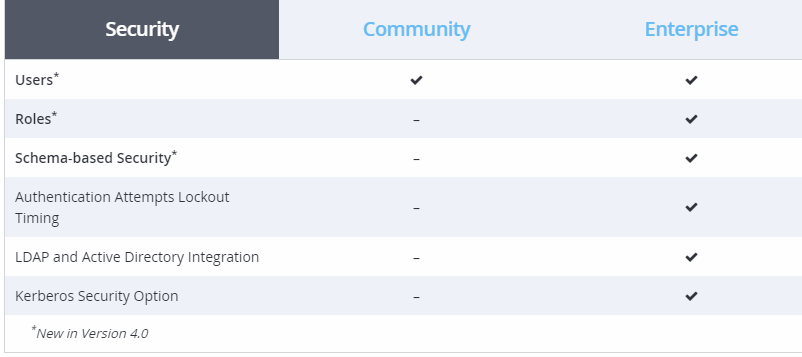 Security Community Enterprise
Users* ✔ ✔
Roles* – ✔
Schema-based Security* – ✔
Authentication Attempts Lockout
Timing – ✔
LDAP and Active Directory Integration – ✔
Kerberos Security Option – ✔
*New in Version 4.0